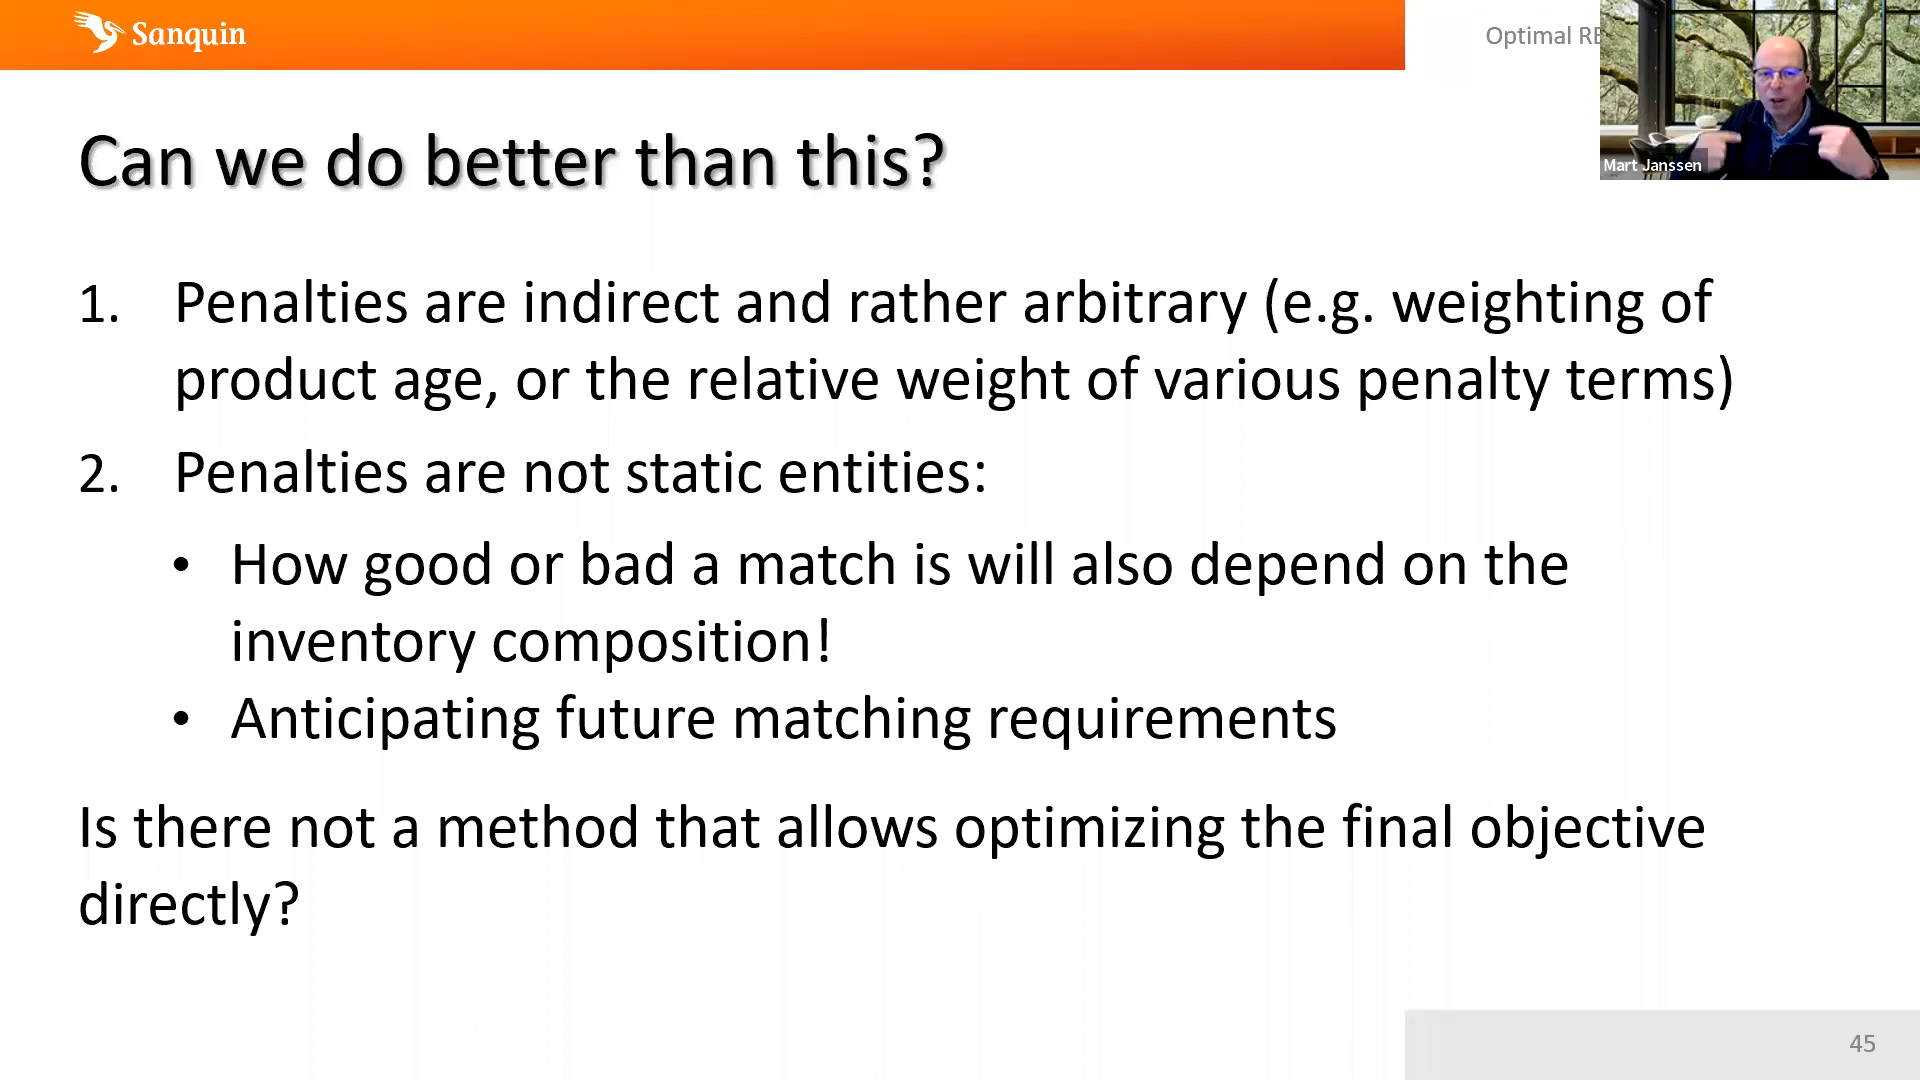 Sanquin
Optimal
Mart Janssen
Can we do better than this?
1. Penalties are indirect and rather arbitrary (e.g. weighting of
product age, or the relative weight of various penalty terms)
2. Penalties are not static entities:
• How good or bad a match is will also depend on the
inventory composition!
• Anticipating future matching requirements
Is there not a method that allows optimizing the final objective
directly?
45